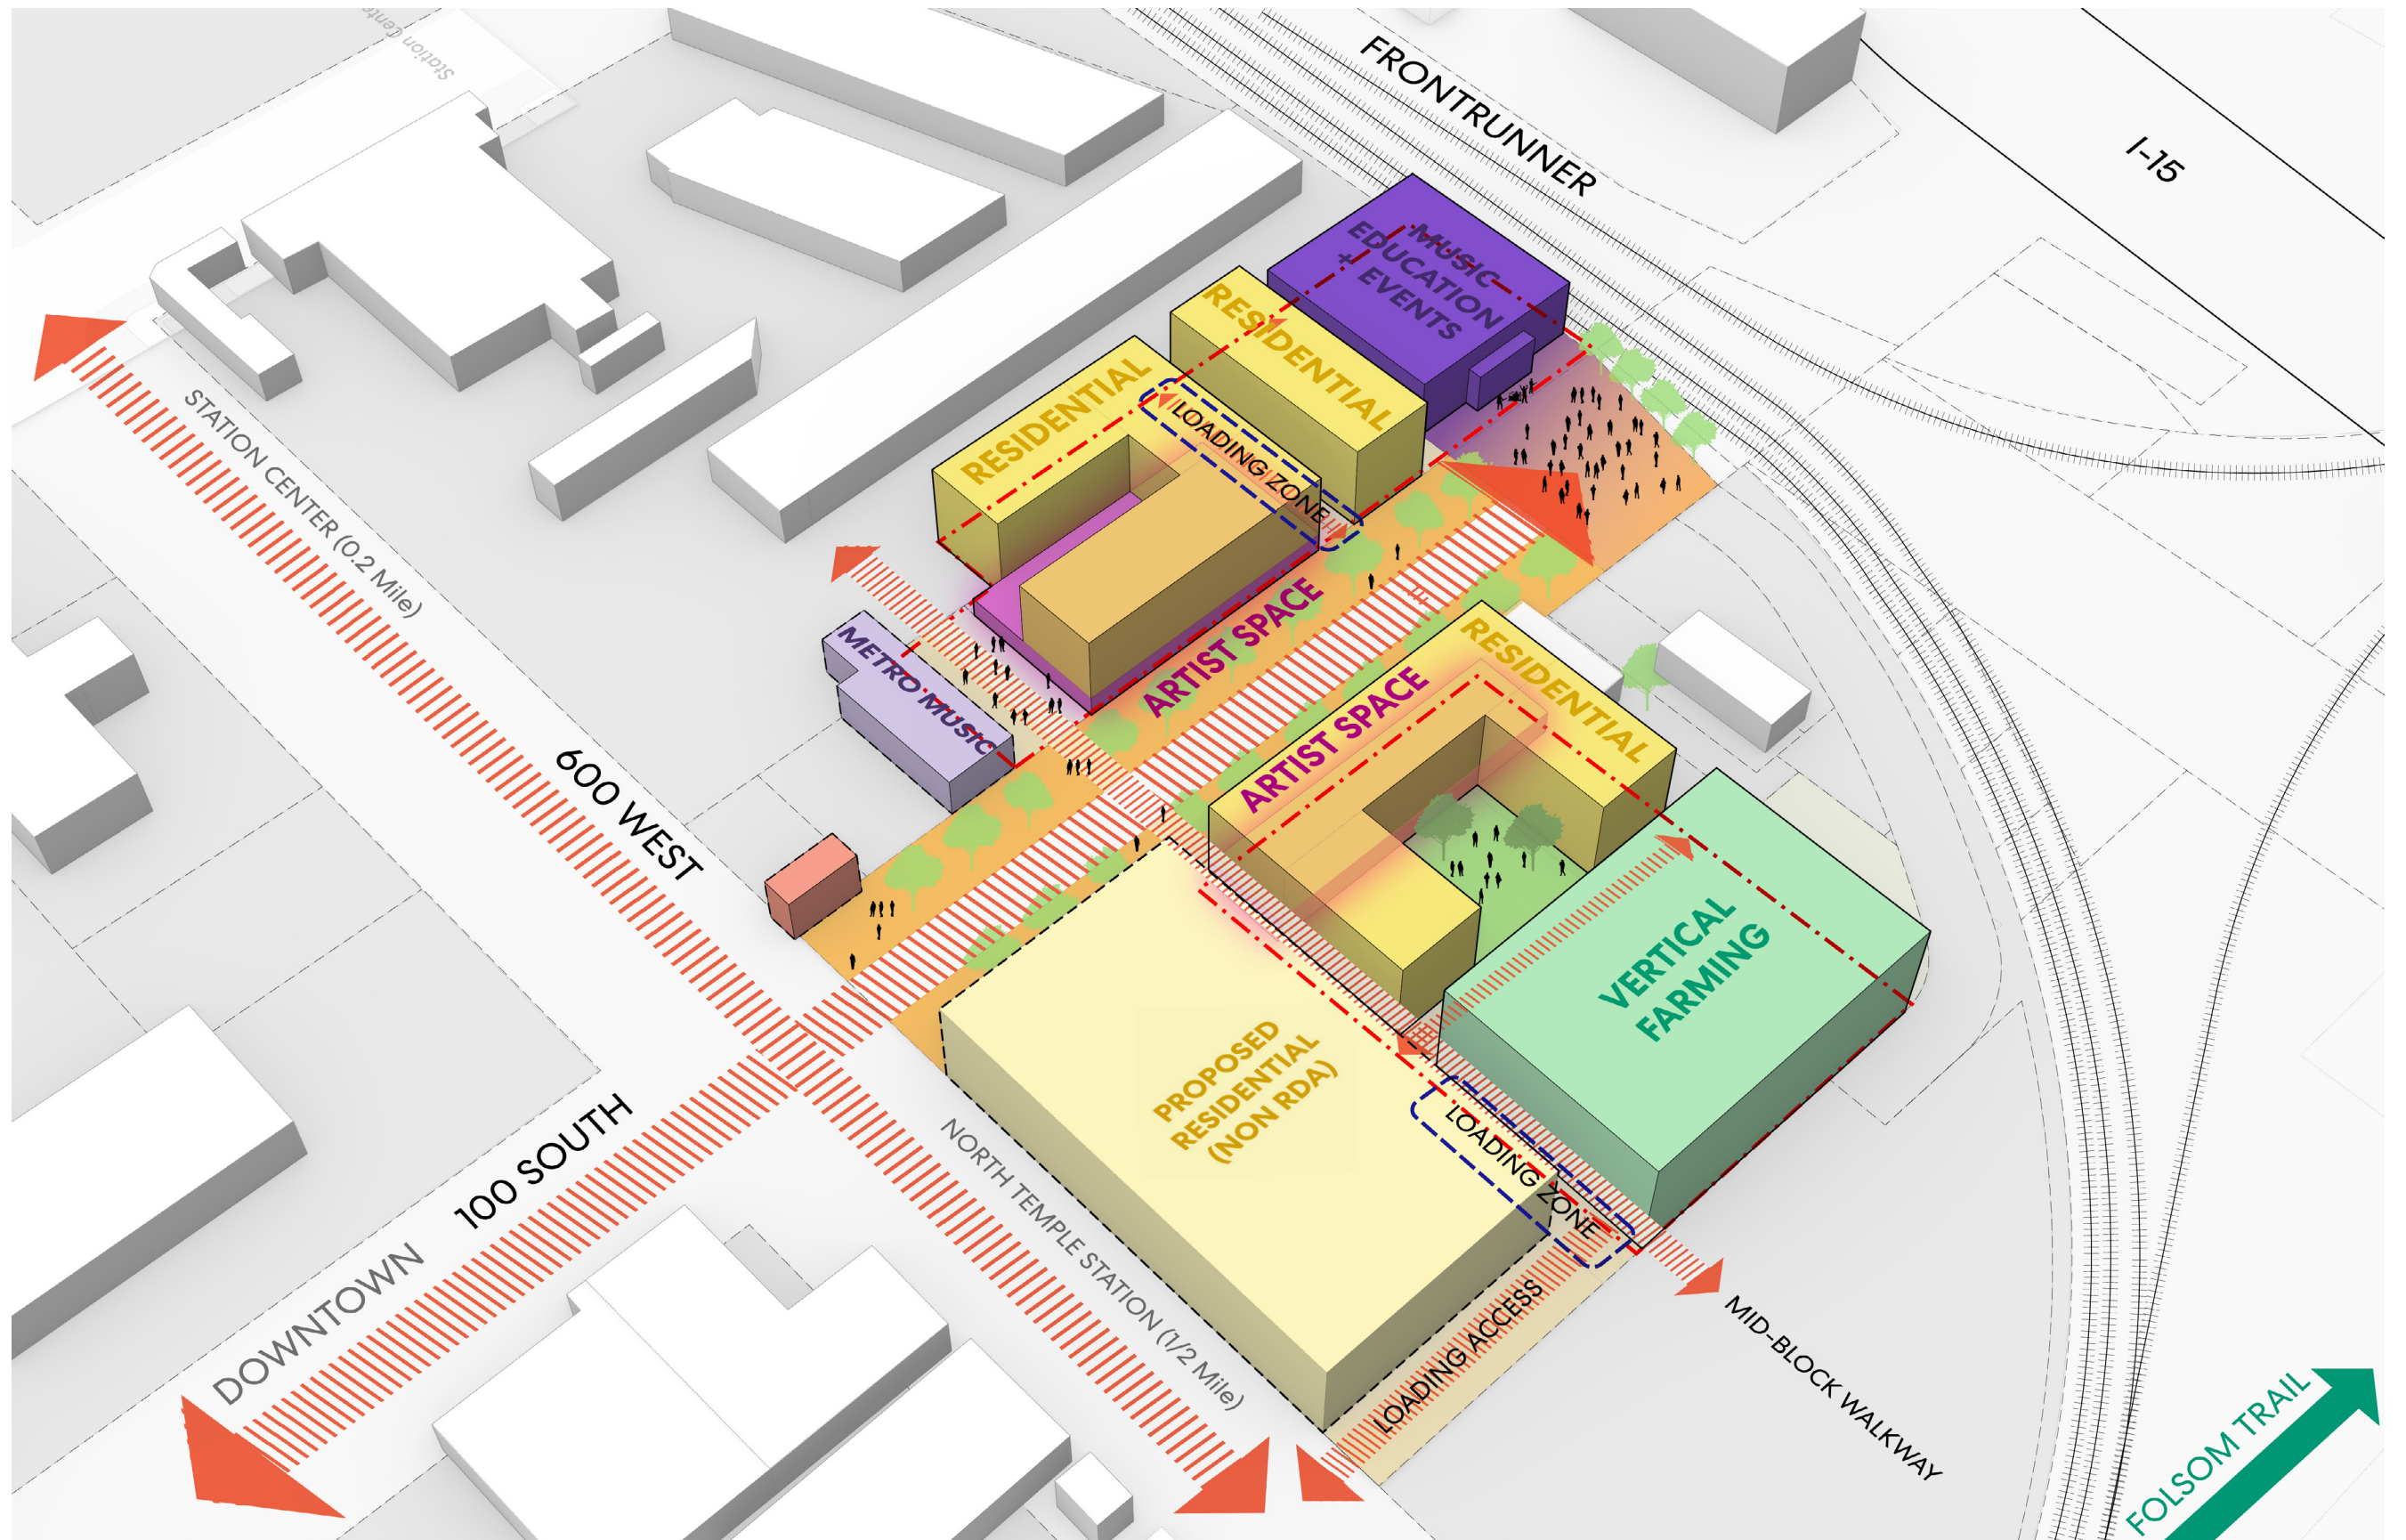 Station Center
FRONTRUNNER
I-15
MUSIC
EDUCATION
+ EVENTS
RESIDENTIAL
RESIDENTIAL
LOADING ZONE
STATION CENTER (0.2 Mile)
METRO MUSIC
ARTIST SPACE
ARTIST SPACE
RESIDENTIAL
600 WEST
VERTICAL
FARMING
PROPOSED
RESIDENTIAL
(NON RDA)
100 SOUTH
DOWNTOWN
NORTH TEMPLE STATION (1/2 Mile)
LOADING ZONE
LOADING ACCESS
MID-BLOCK WALKWAY
FOLSOM TRAIL